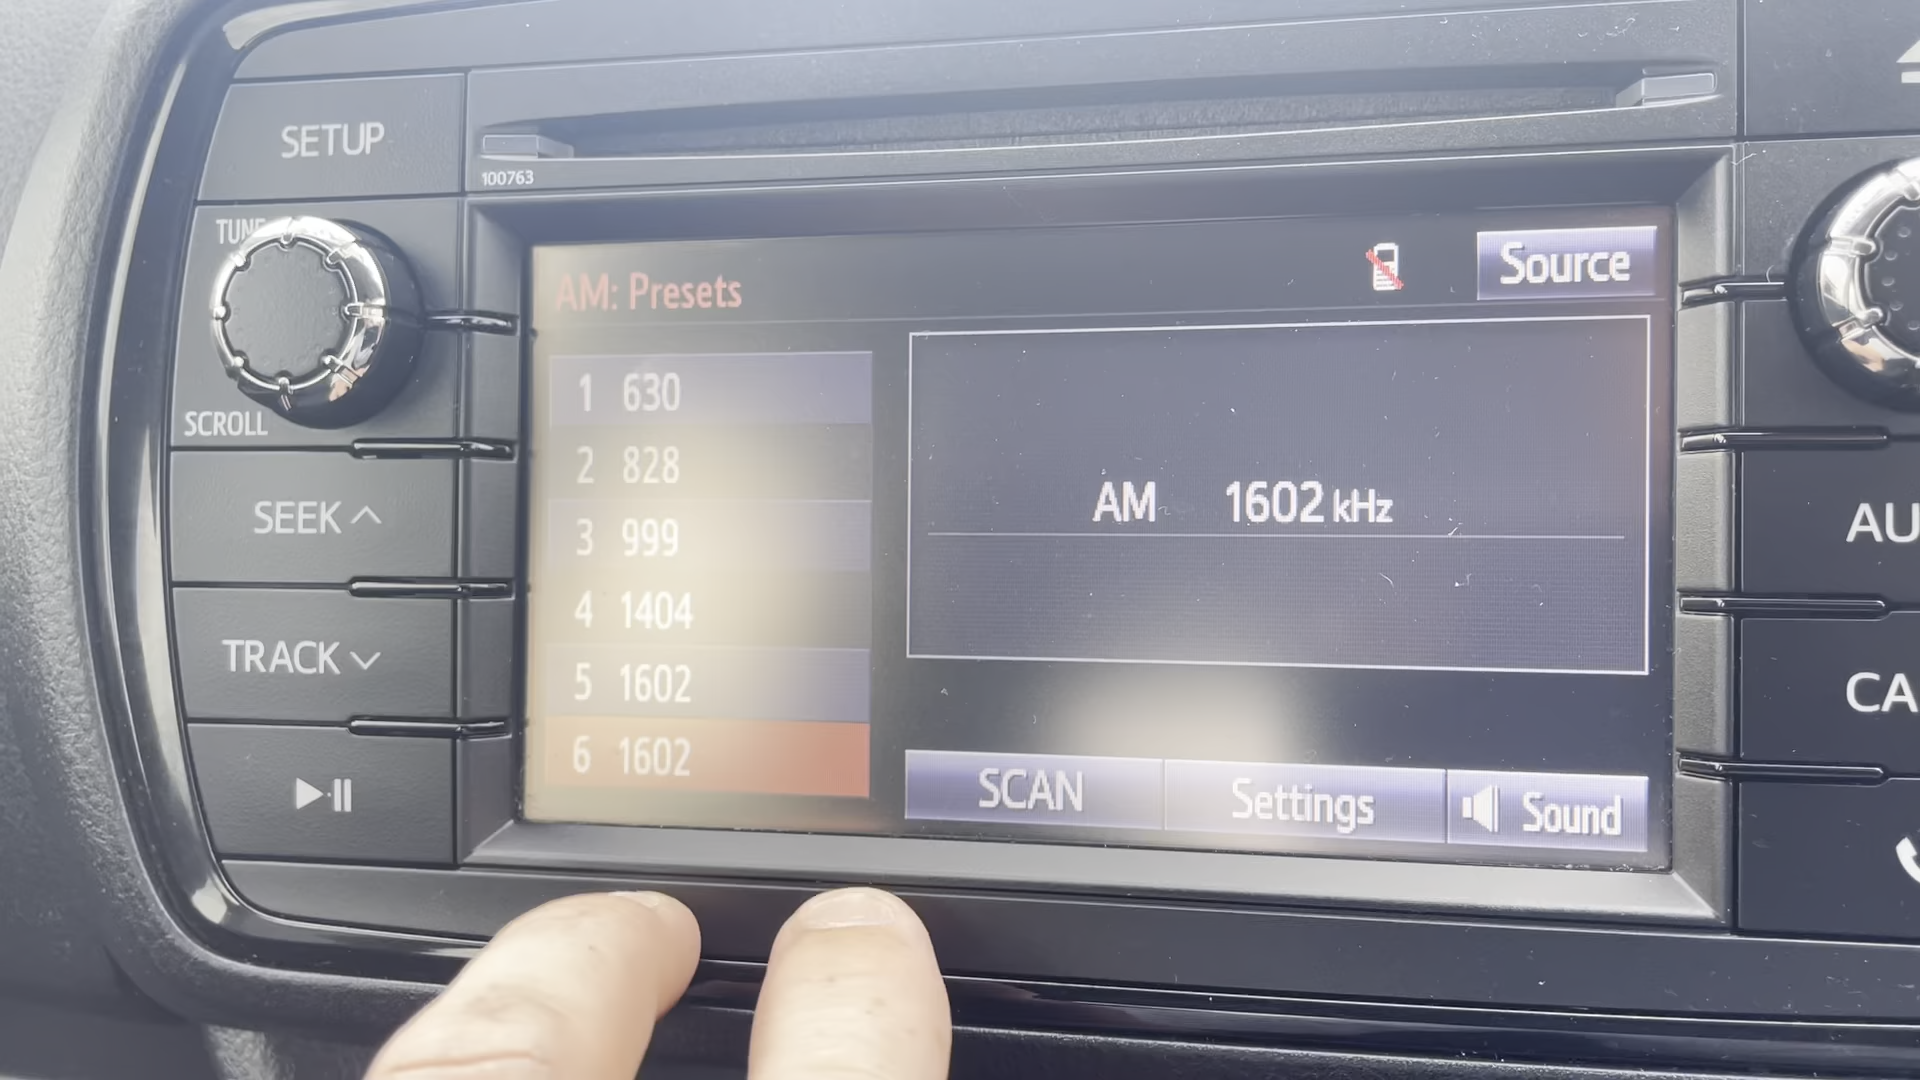 SETUP
100763
TUNE
SCROLL
SEEK
TRACK
AM: Presets
Source
1 630
2 828
3 999
4 1404
5 1602
6 1602
AM 1602 kHz
SCAN
Settings
Sound
AU
CA